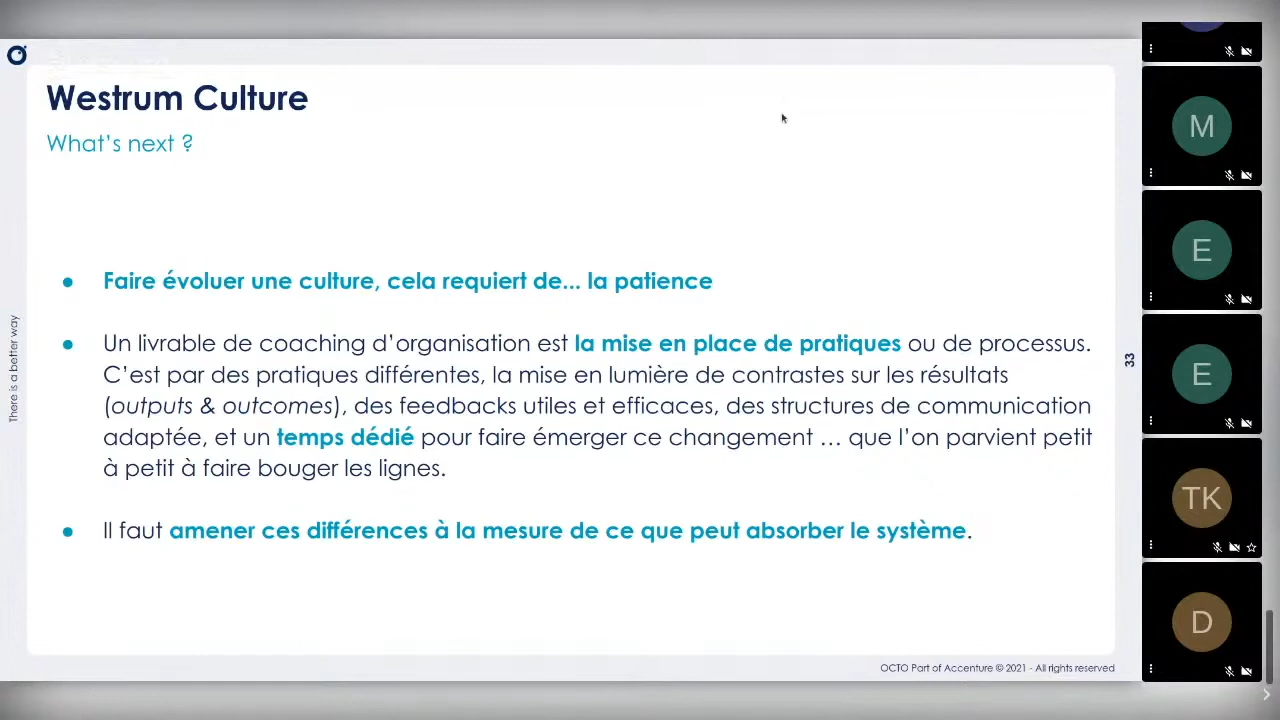 Westrum Culture
What's next ?
● Faire évoluer une culture, cela requiert de... la patience
● Un livrable de coaching d'organisation est la mise en place de pratiques ou de processus.
C'est par des pratiques différentes, la mise en lumière de contrastes sur les résultats
(outputs & outcomes), des feedbacks utiles et efficaces, des structures de communication
adaptée, et un temps dédié pour faire émerger ce changement … que l'on parvient petit
à petit à faire bouger les lignes.
● Il faut amener ces différences à la mesure de ce que peut absorber le système.
There is a better way
33
OCTO Part of Accenture © 2021 - All rights reserved
M
E
E
TK
D